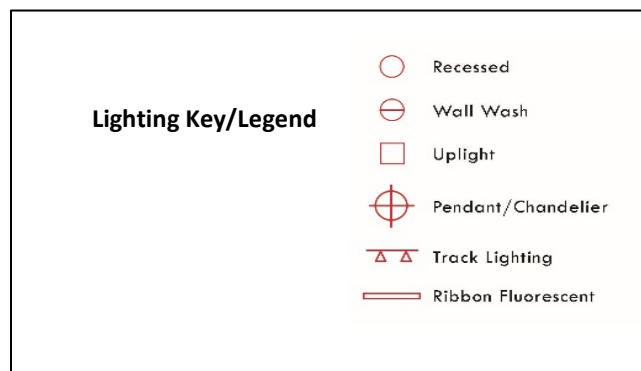 Lighting Key/Legend
Recessed
Wall Wash
Uplight
Pendant/Chandelier
Track Lighting
Ribbon Fluorescent